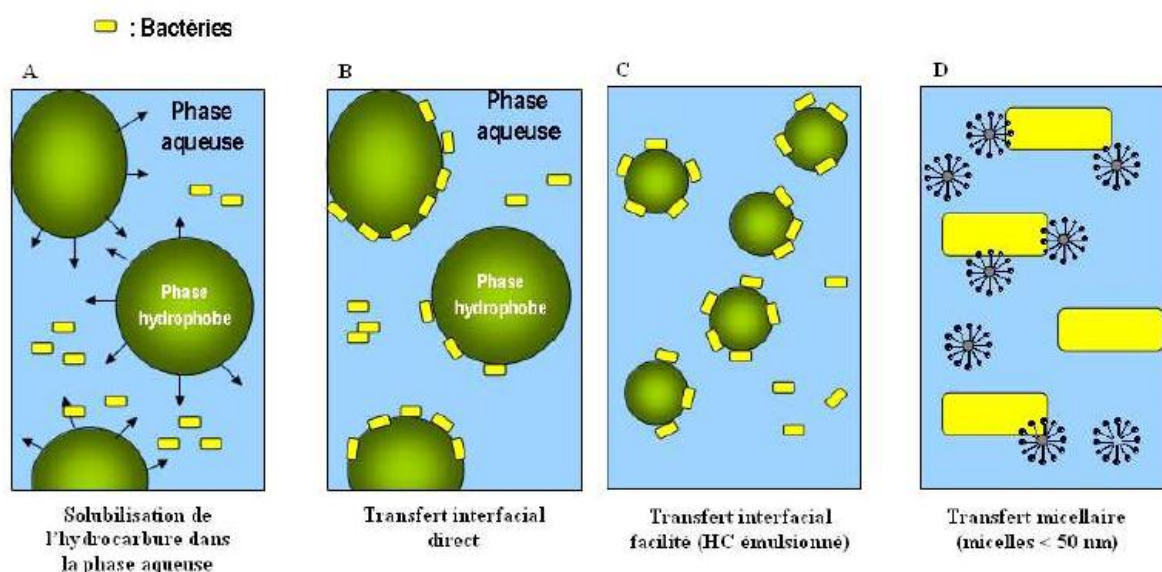 : Bactéries
A
B
C
D
Phase
aqueuse
Phase
hydrophobe
Phase
aqueuse
Phase
hydrophobe
Solubilisation de
l'hydrocarbure dans
la phase aqueuse
Transfert interfacial
direct
Transfert interfacial
facilité (HC émulsionné)
Transfert micellaire
(micelles < 50 nm)